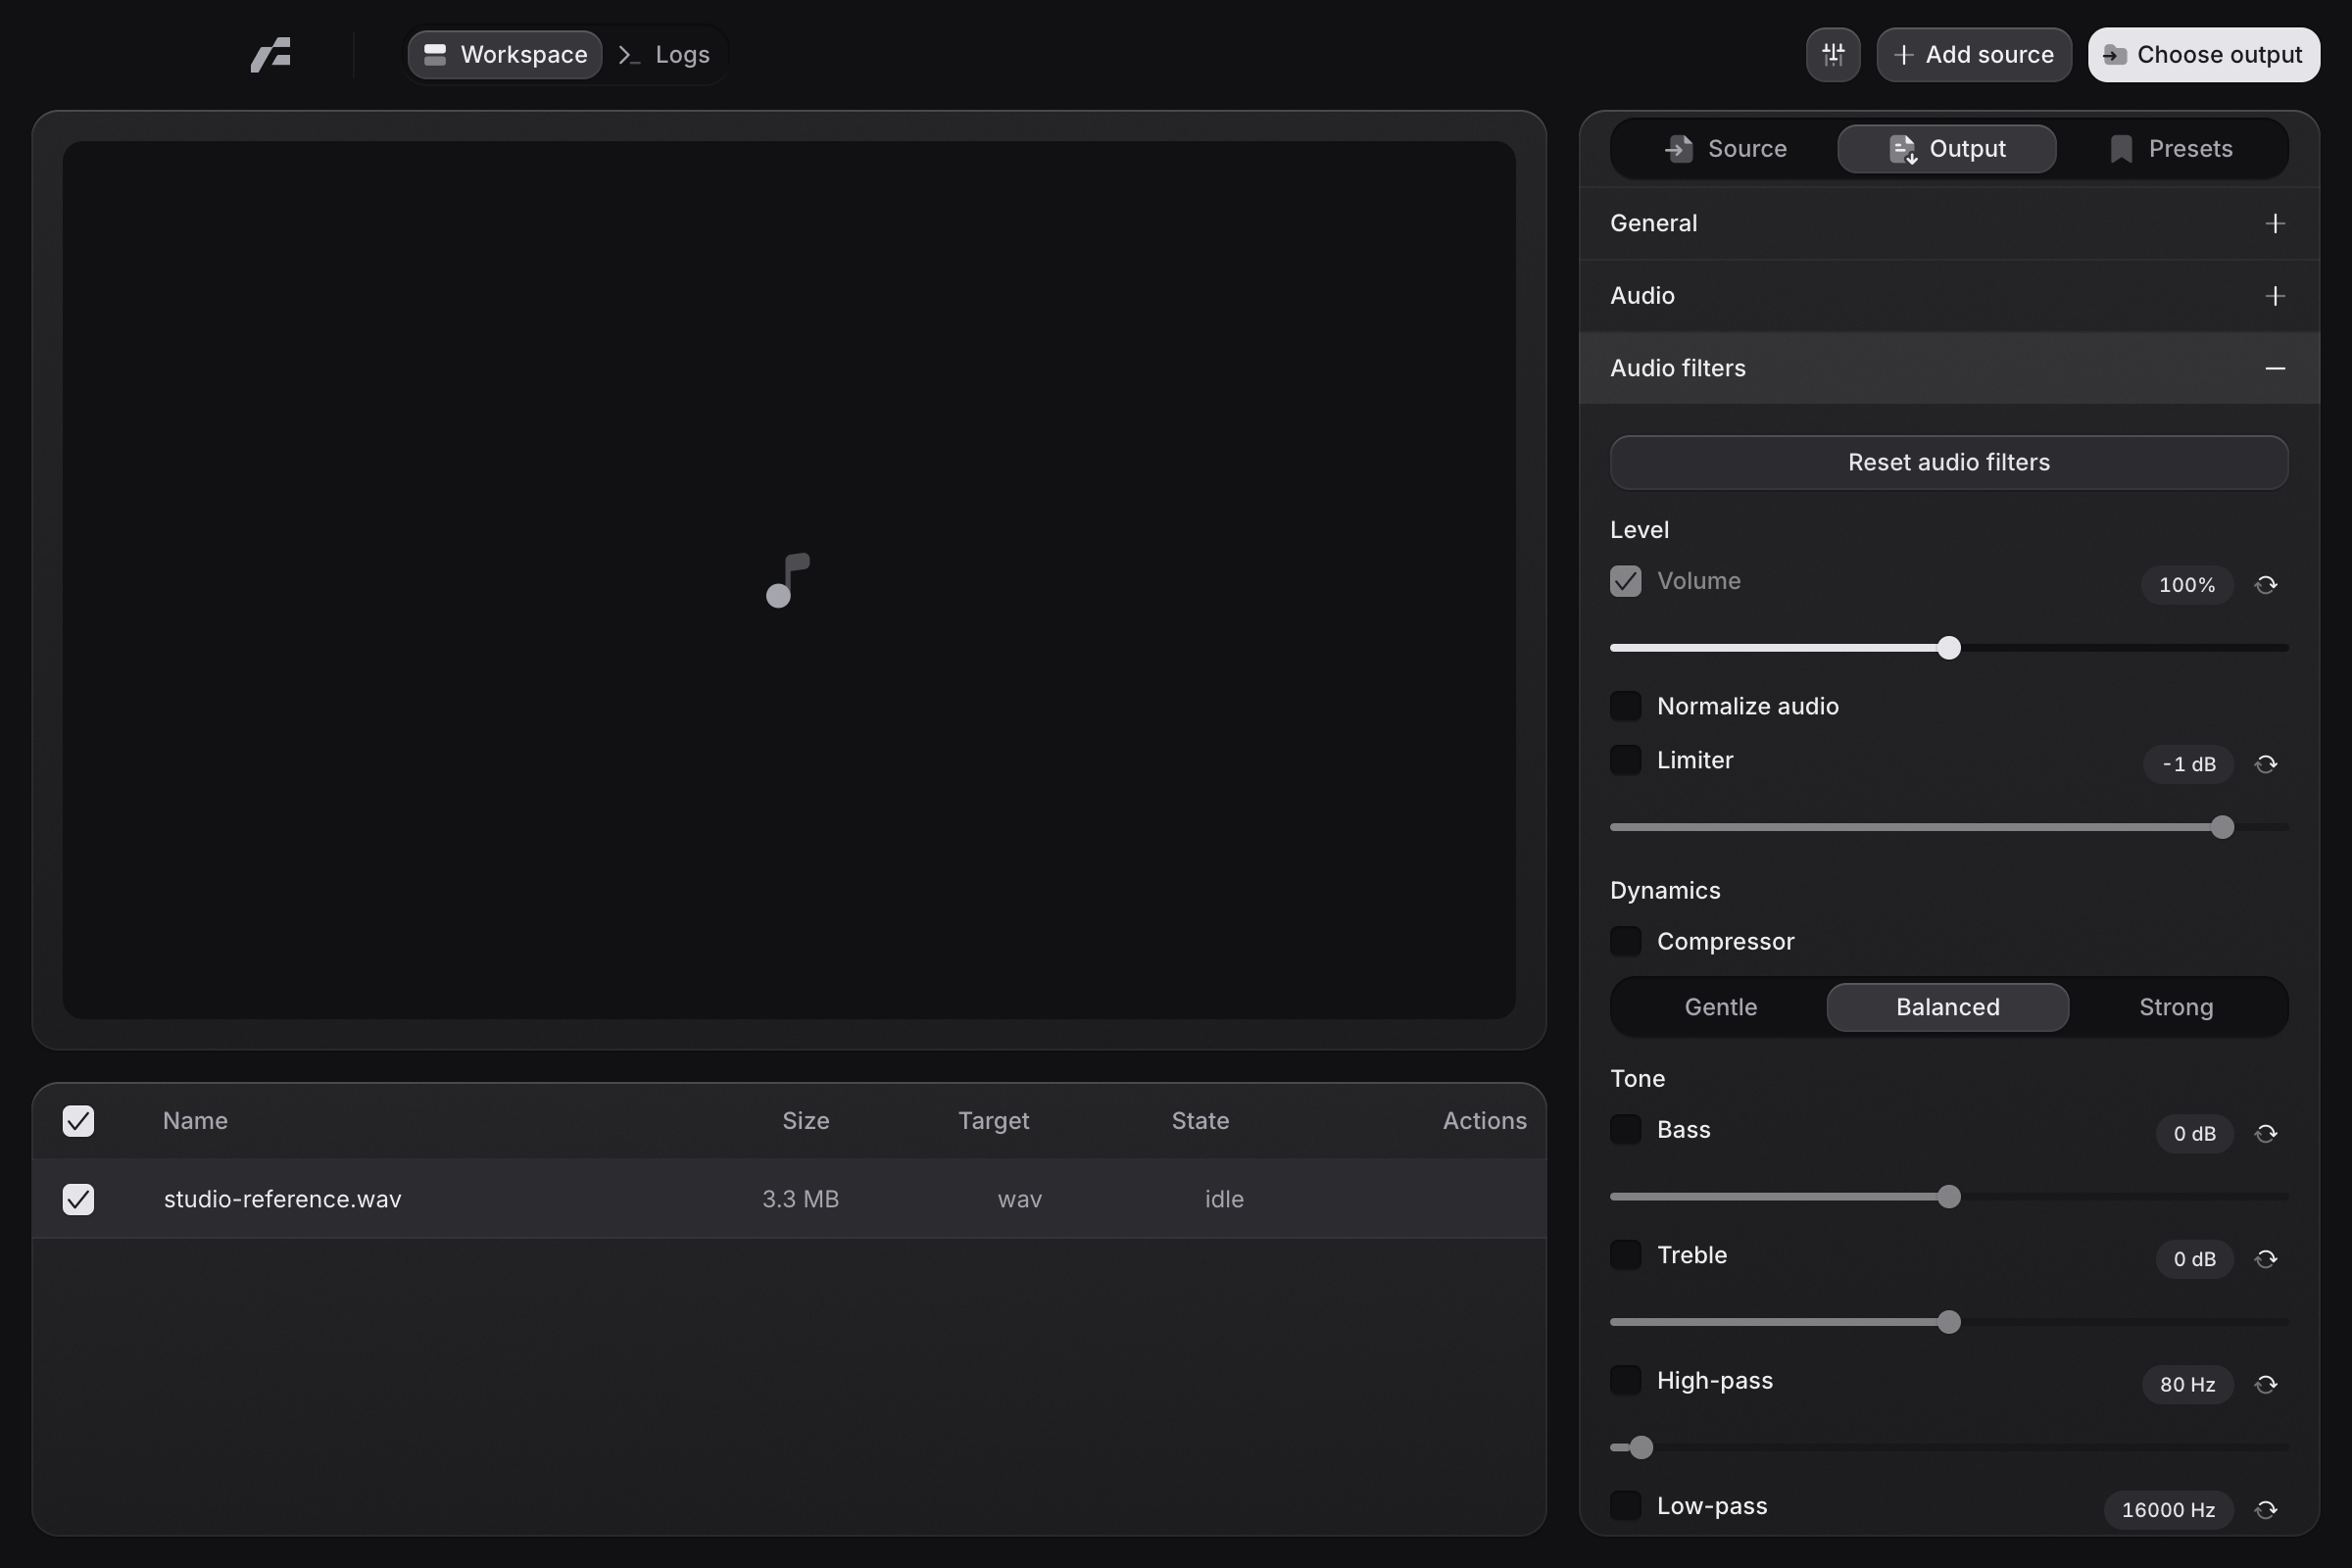 Workspace
Logs
Add source
Choose output
Source
Output
Presets
General
Audio
Audio filters
Reset audio filters
Level
Volume 100%
Normalize audio
Limiter -1 dB
Dynamics
Compressor
Gentle Balanced Strong
Tone
Bass 0 dB
Treble 0 dB
High-pass 80 Hz
Low-pass 16000 Hz
Name Size Target State Actions
studio-reference.wav 3.3 MB wav idle